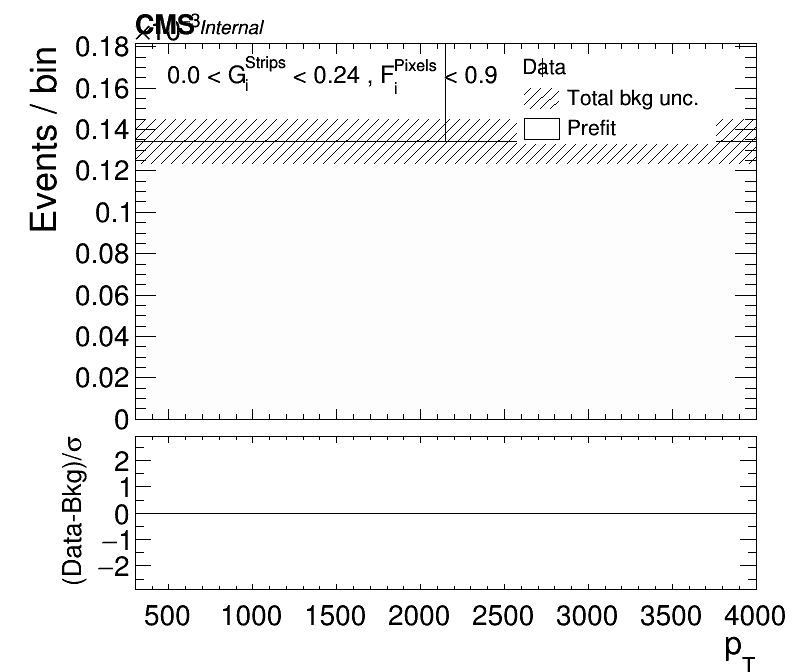 CMS Internal
×10⁻³
Events / bin
0.18
0.16
0.14
0.12
0.1
0.08
0.06
0.04
0.02
0
0.0 < G_i^Strips < 0.24 , F_i^Pixels < 0.9
Data
Total bkg unc.
Prefit
(Data-Bkg)/σ
2
1
0
−1
−2
500 1000 1500 2000 2500 3000 3500 4000
p_T